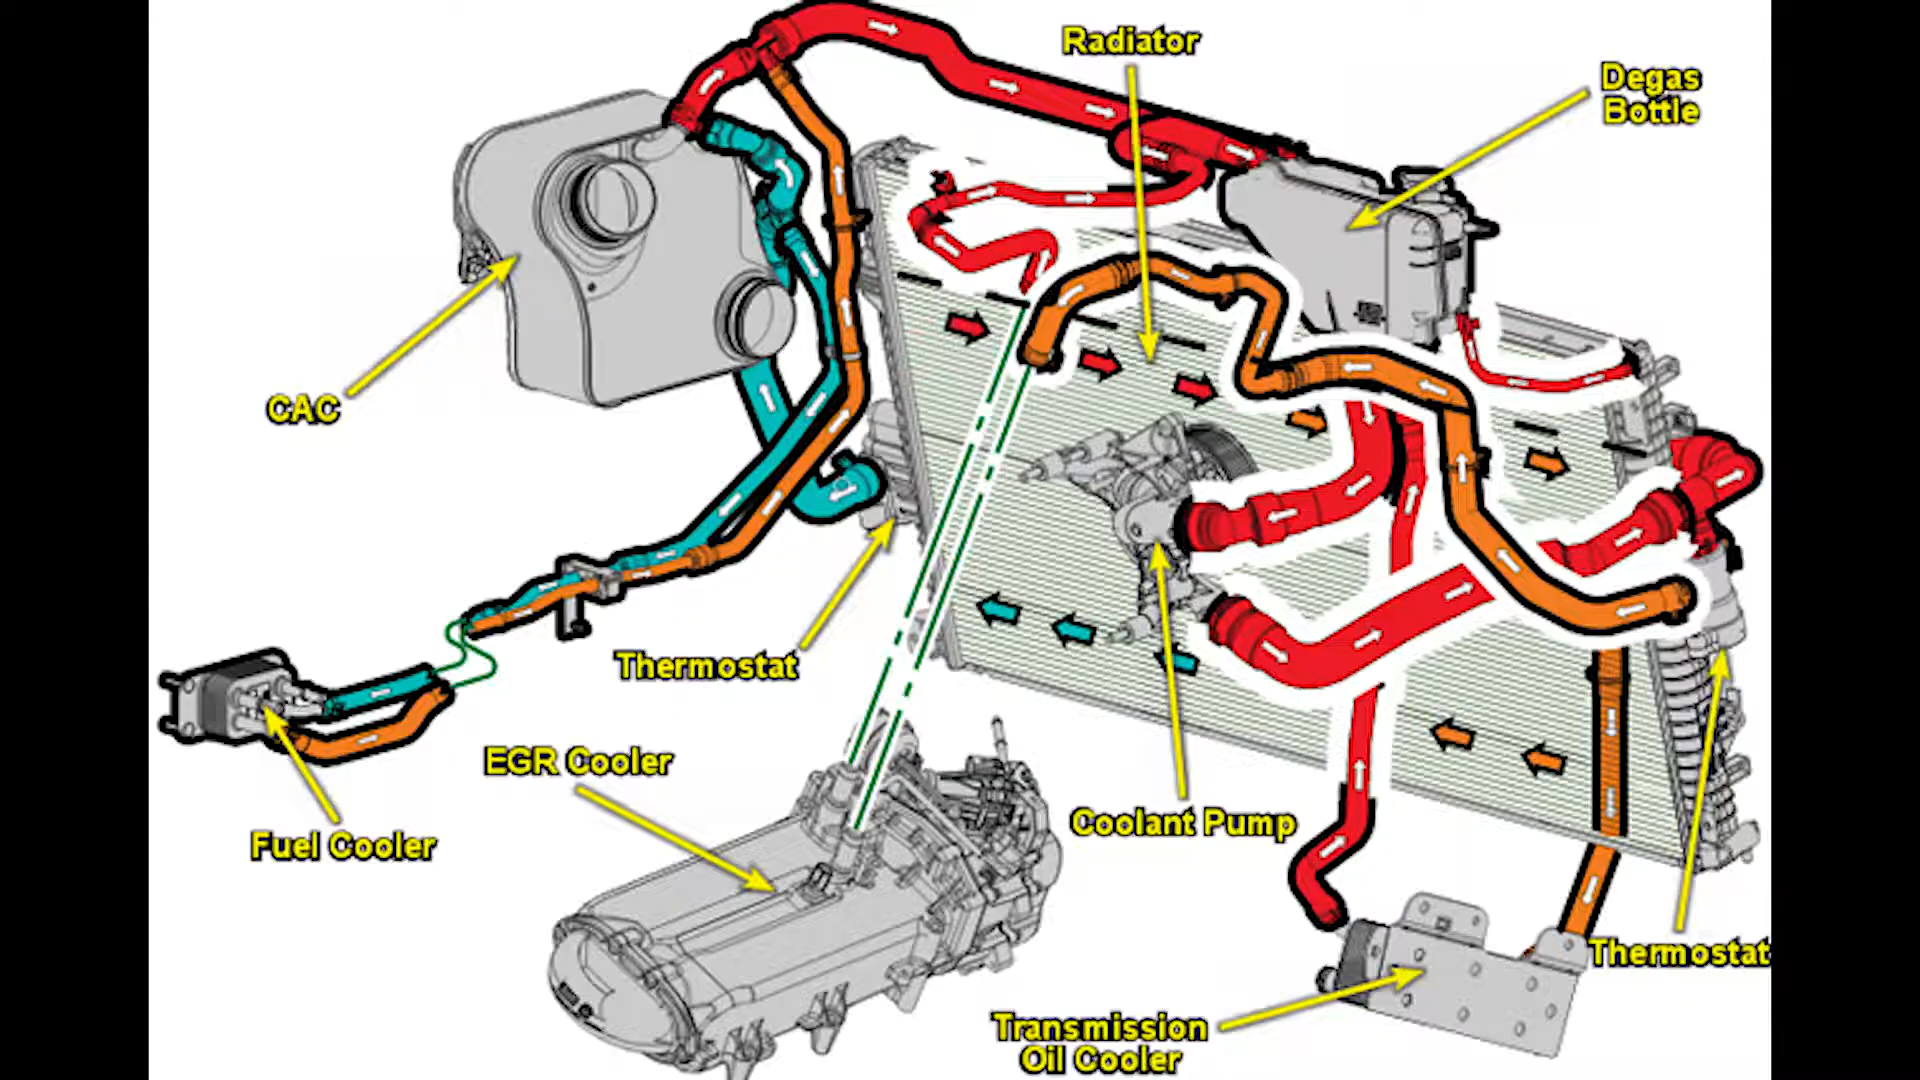 Radiator
Degas
Bottle
CAC
Thermostat
EGR Cooler
Fuel Cooler
Coolant Pump
Thermostat
Transmission
Oil Cooler